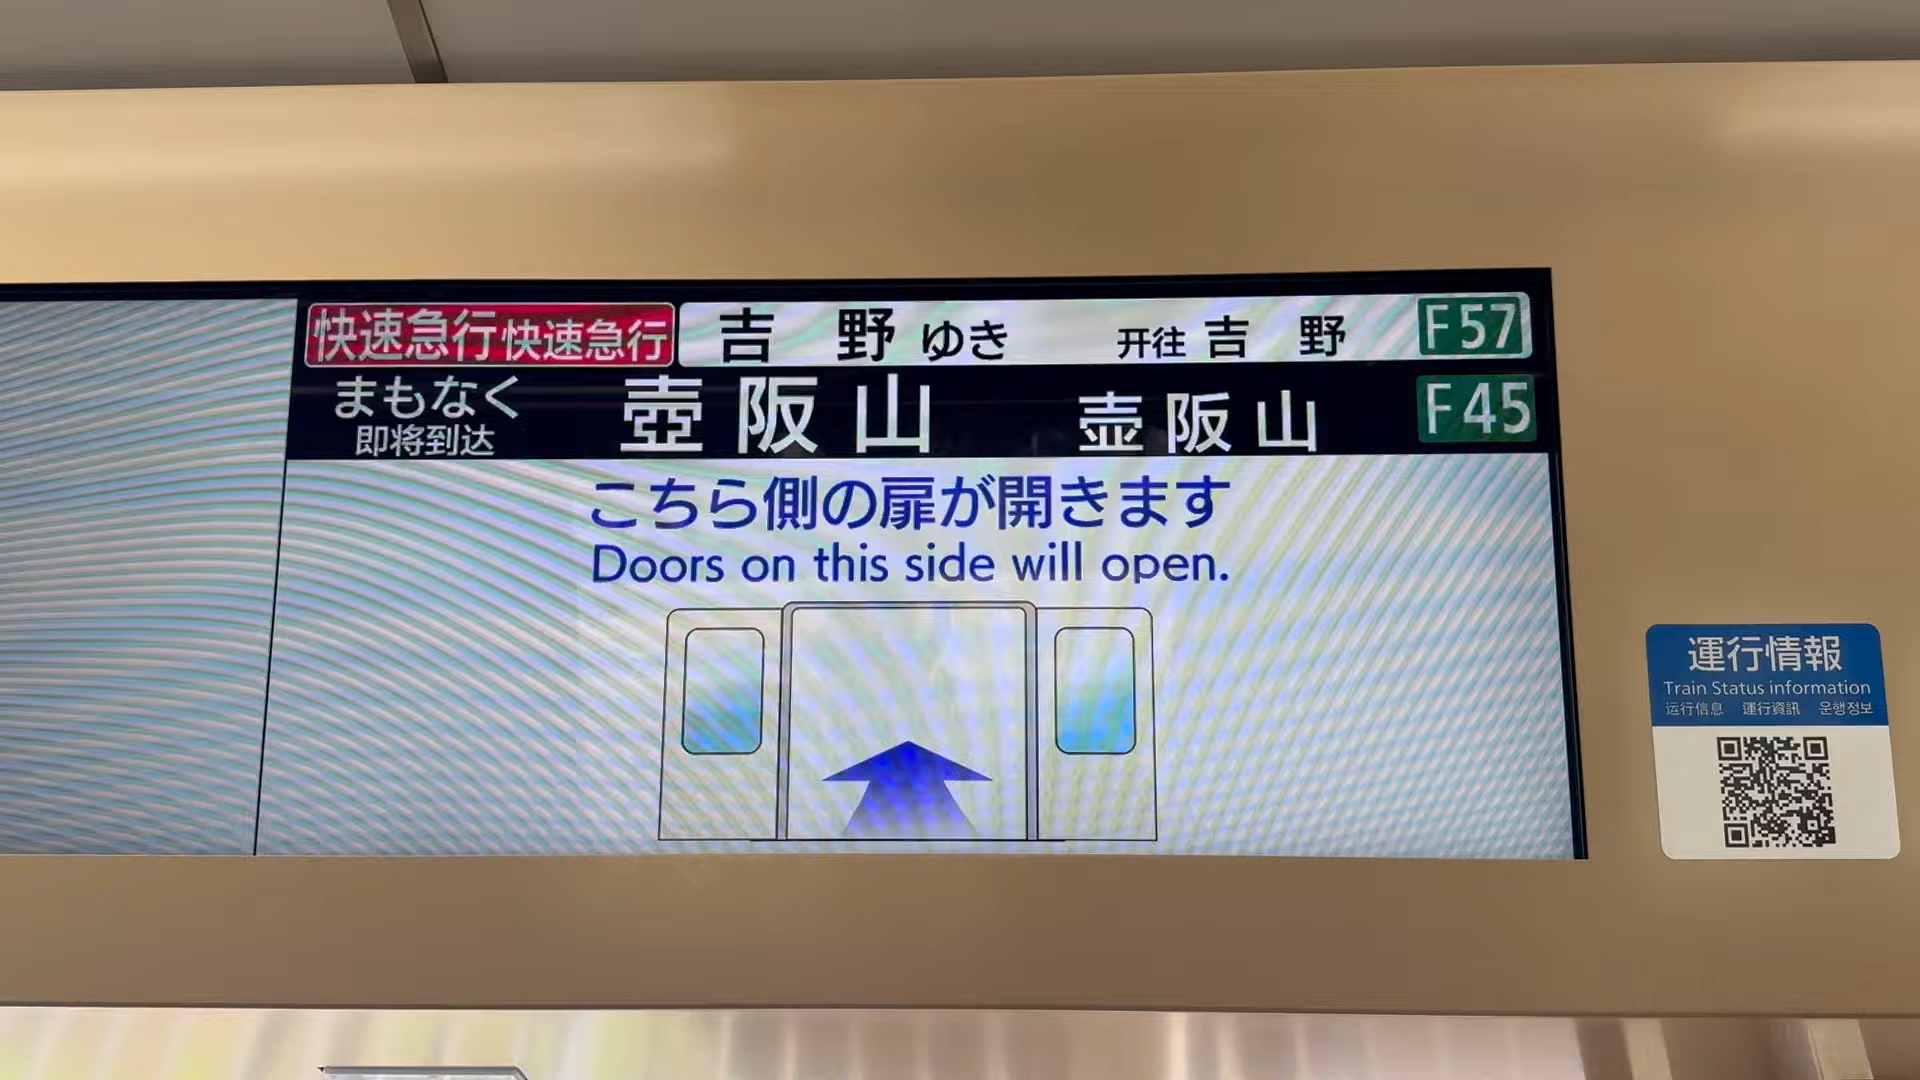 快速急行 快速急行 吉野 ゆき 开往 吉野 F57
まもなく 壺阪山 壶阪山 F45
即将到达
こちら側の扉が開きます
Doors on this side will open.
運行情報
Train Status information
运行信息 運行資訊 운행정보